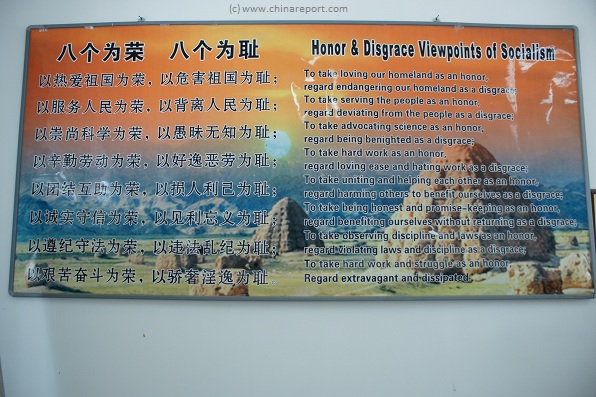 (c) www.chinareport.com
八个为荣 八个为耻
以热爱祖国为荣，以危害祖国为耻；
以服务人民为荣，以背离人民为耻；
以崇尚科学为荣，以愚昧无知为耻；
以辛勤劳动为荣，以好逸恶劳为耻；
以团结互助为荣，以损人利己为耻；
以诚实守信为荣，以见利忘义为耻；
以遵纪守法为荣，以违法乱纪为耻；
以艰苦奋斗为荣，以骄奢淫逸为耻。
Honor & Disgrace Viewpoints of Socialism
To take loving our homeland as an honor,
regard endangering our homeland as a disgrace;
To take serving the people as an honor,
regard deviating from the people as a disgrace;
To take advocating science as an honor,
regard being benighted as a disgrace;
To take hard work as an honor,
regard loving ease and hating work as a disgrace;
To take uniting and helping each other as an honor,
regard harming others to benefit ourselves as a disgrace;
To take being honest and promise-keeping as an honor,
regard benefiting ourselves without returning as a disgrace;
To take observing discipline and laws as an honor,
regard violating laws and discipline as a disgrace;
To take hard work and struggle as an honor,
Regard extravagant and dissipated.